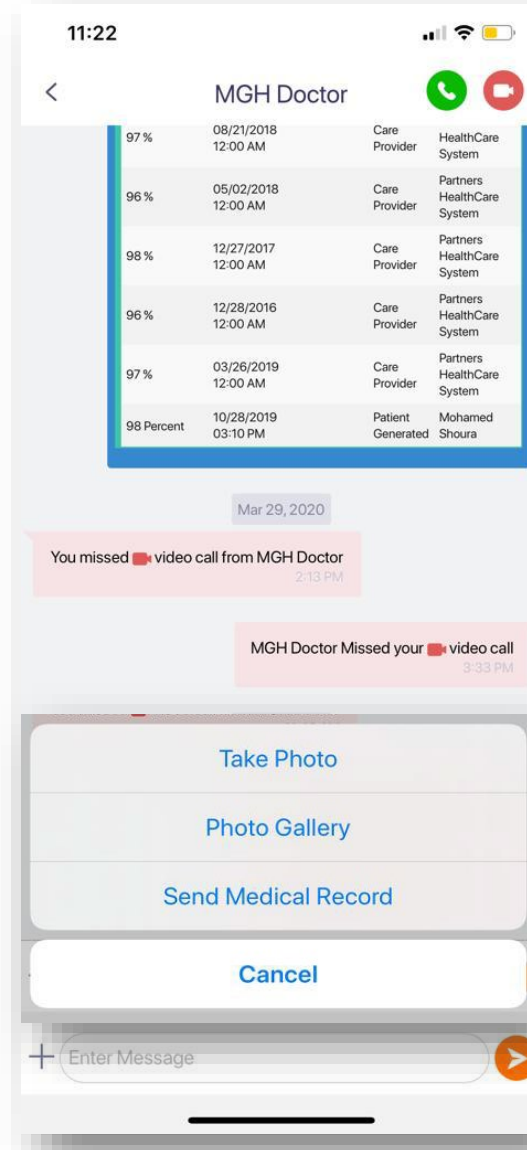 11:22
MGH Doctor
97 % 08/21/2018 Care HealthCare
12:00 AM Provider System
Partners
96 % 05/02/2018 Care HealthCare
12:00 AM Provider System
Partners
98 % 12/27/2017 Care HealthCare
12:00 AM Provider System
Partners
96 % 12/28/2016 Care HealthCare
12:00 AM Provider System
Partners
97 % 03/26/2019 Care HealthCare
12:00 AM Provider System
98 Percent 10/28/2019 Patient Mohamed
03:10 PM Generated Shoura
Mar 29, 2020
You missed video call from MGH Doctor
2:13 PM
MGH Doctor Missed your video call
3:33 PM
Take Photo
Photo Gallery
Send Medical Record
Cancel
Enter Message